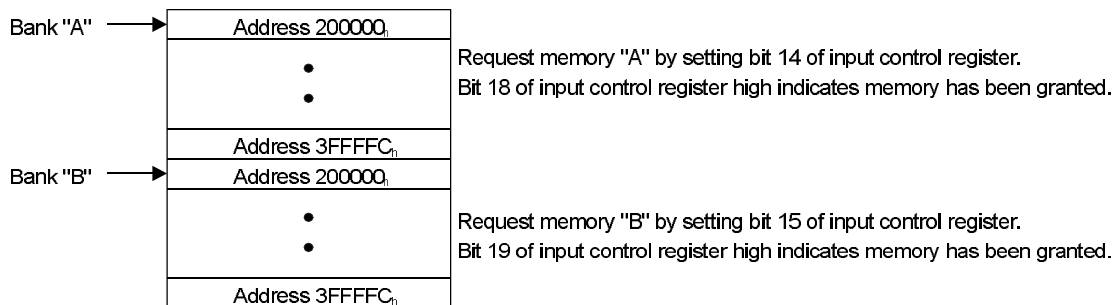 Bank "A"
Address 200000h
Request memory "A" by setting bit 14 of input control register.
Bit 18 of input control register high indicates memory has been granted.
Address 3FFFFCh
Bank "B"
Address 200000h
Request memory "B" by setting bit 15 of input control register.
Bit 19 of input control register high indicates memory has been granted.
Address 3FFFFCh